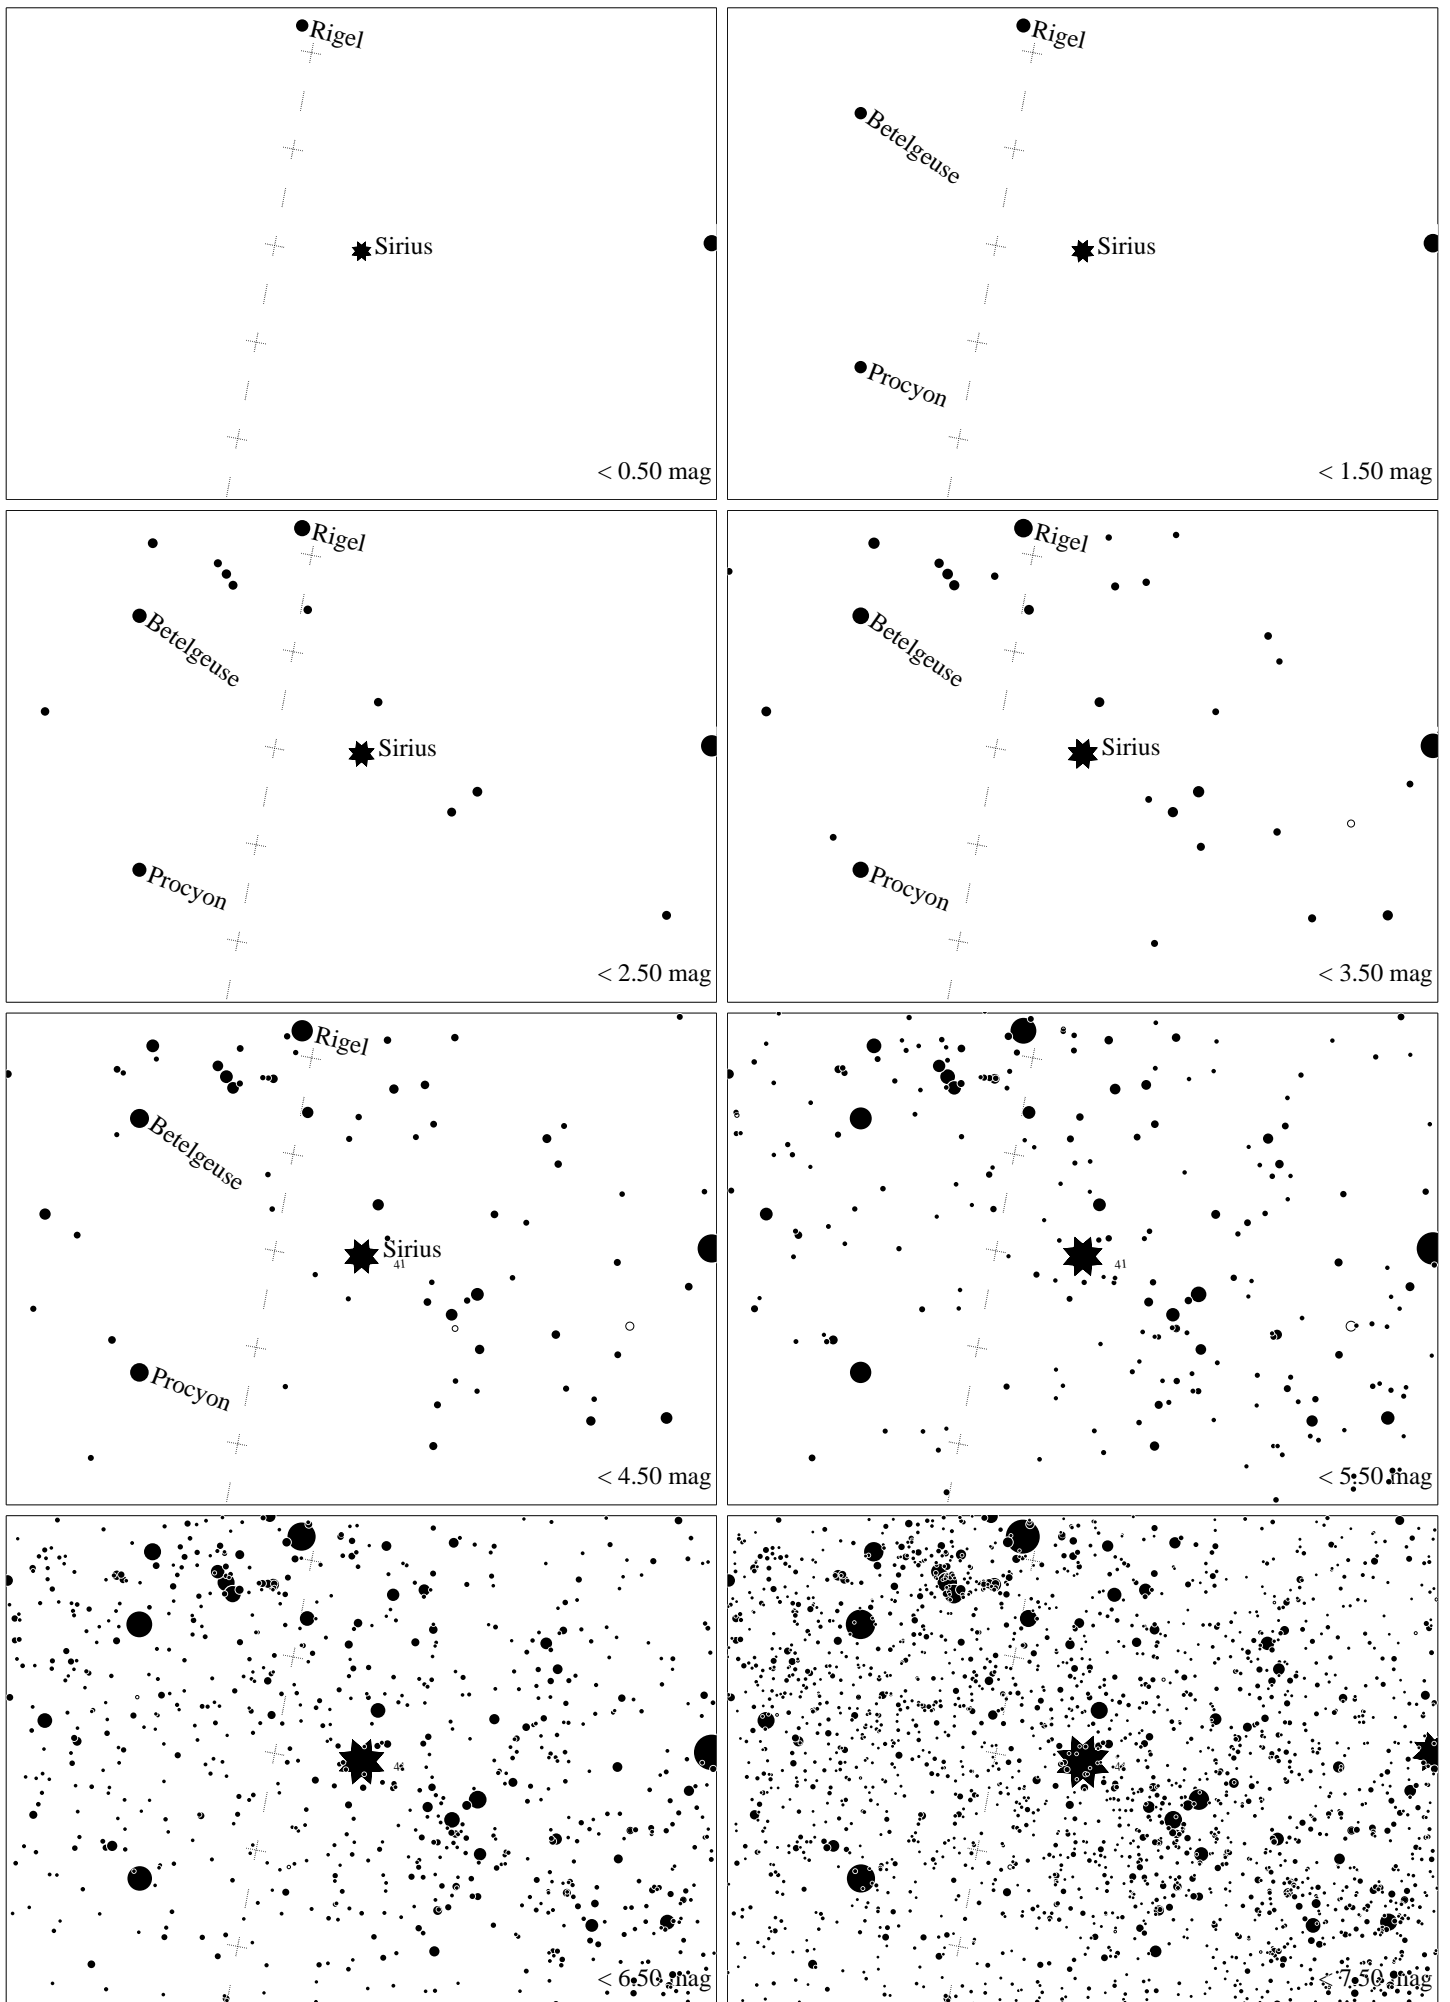 Rigel
Sirius
< 0.50 mag
Rigel
Betelgeuse
Sirius
Procyon
< 1.50 mag
Rigel
Betelgeuse
Sirius
Procyon
< 2.50 mag
Rigel
Betelgeuse
Sirius
Procyon
< 3.50 mag
Rigel
Betelgeuse
Sirius
41
Procyon
< 4.50 mag
41
< 5.50 mag
41
< 6.50 mag
41
< 7.50 mag